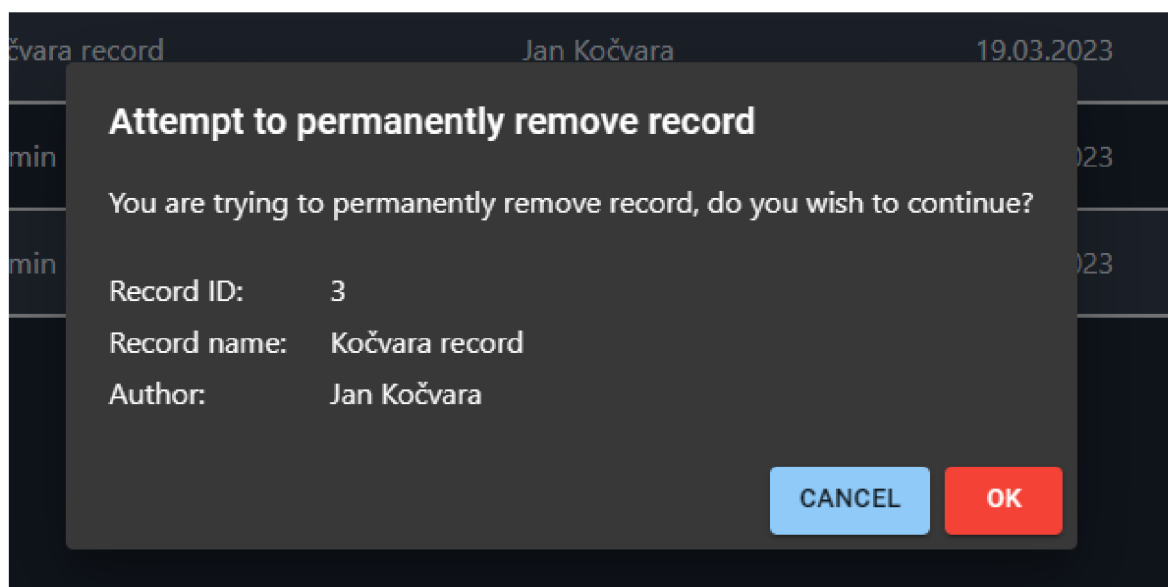 čvara record Jan Kočvara 19.03.2023
Attempt to permanently remove record
min 023
You are trying to permanently remove record, do you wish to continue?
min 023
Record ID: 3
Record name: Kočvara record
Author: Jan Kočvara
CANCEL OK